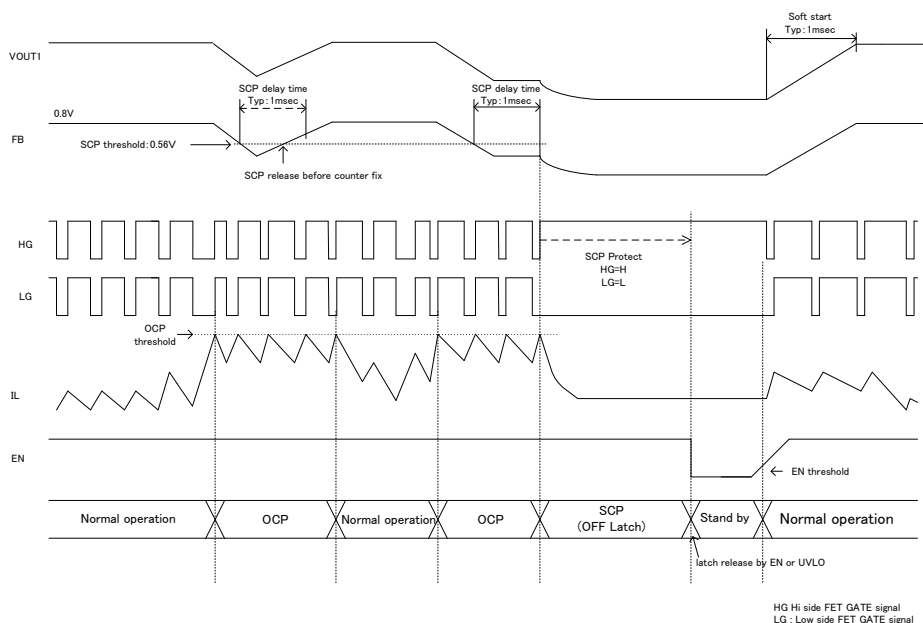 Soft start
Typ:1msec
VOUT1
SCP delay time
Typ:1msec
SCP delay time
Typ:1msec
0.8V
FB
SCP threshold:0.56V
SCP release before counter fix
HG
SCP Protect
HG=H
LG=L
LG
OCP
threshold
IL
EN
EN threshold
Normal operation
OCP
Normal operation
OCP
SCP
(OFF Latch)
Stand by
Normal operation
latch release by EN or UVLO
HG Hi side FET GATE signal
LG : Low side FET GATE signal